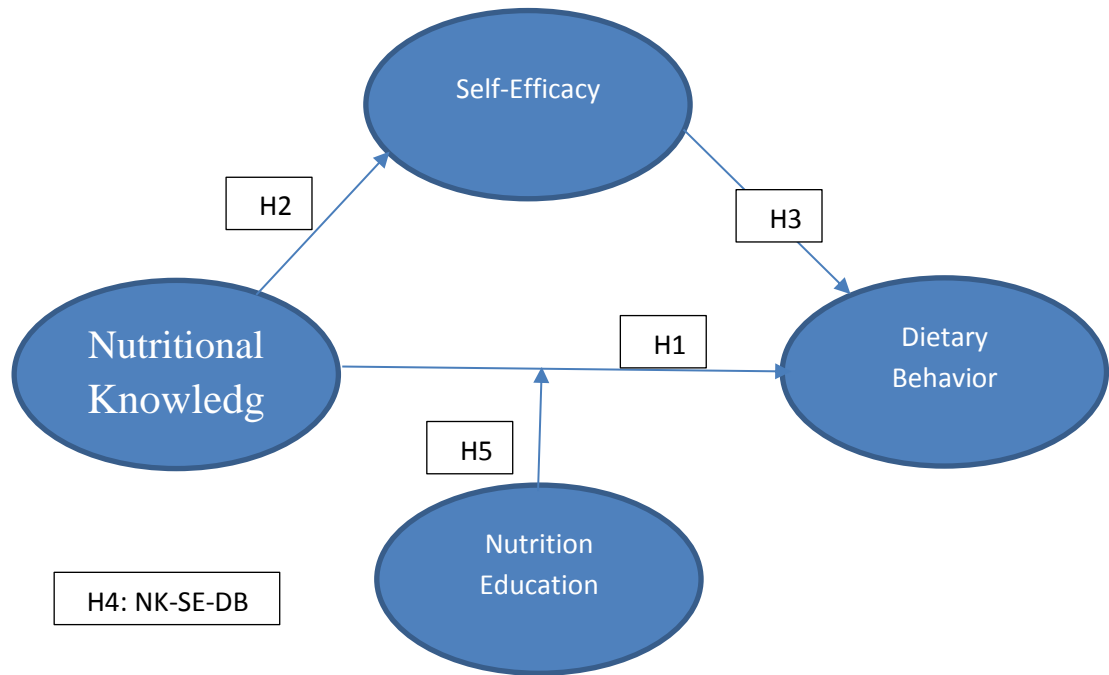 Self-Efficacy
H2
H3
Nutritional
Knowledg
H1
Dietary
Behavior
H5
Nutrition
Education
H4: NK-SE-DB